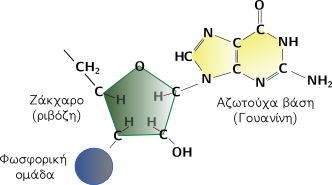 O
C
N
C
NH
HC
CH₂
O
N
C
C
N
NH₂
C
H
H
C
Ζάκχαρο
(ριβόζη)
Αζωτούχα βάση
(Γουανίνη)
H
H
C
C
OH
Φωσφορική
ομάδα